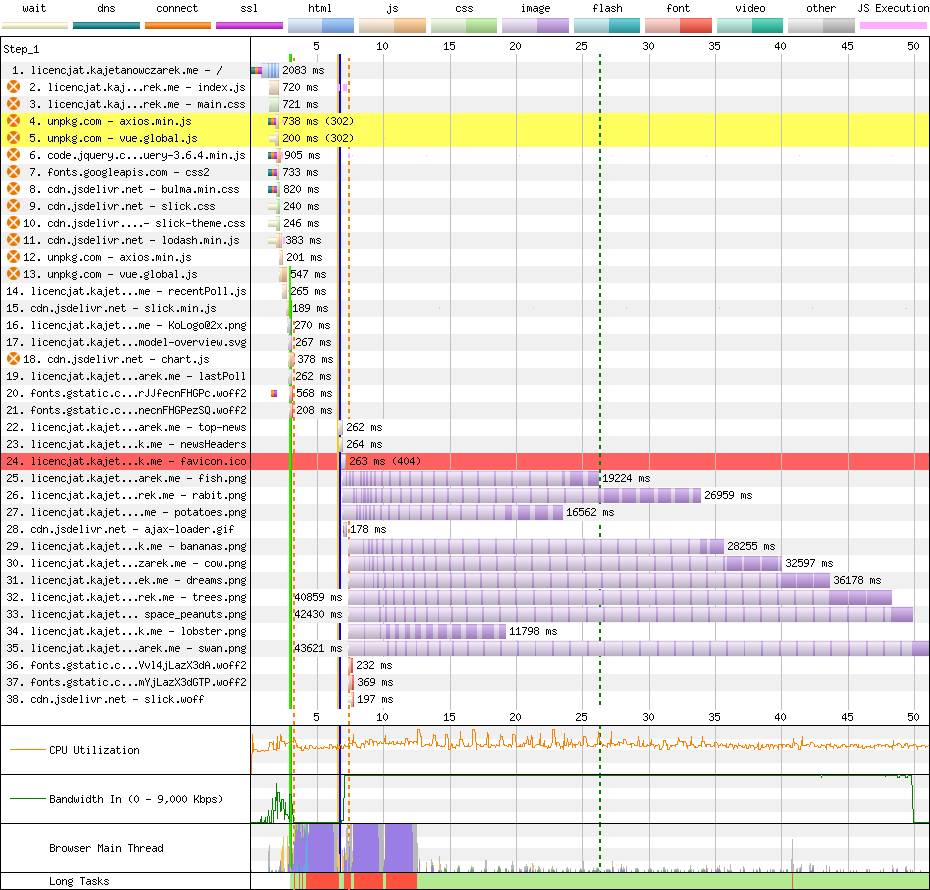 wait dns connect ssl html js css image flash font video other JS Execution
Step_1 5 10 15 20 25 30 35 40 45 50
1. licencjat.kajetanowczarek.me - / 2083 ms
2. licencjat.kaj...rek.me - index.js 720 ms
3. licencjat.kaj...rek.me - main.css 721 ms
4. unpkg.com - axios.min.js 738 ms (302)
5. unpkg.com - vue.global.js 200 ms (302)
6. code.jquery.c...uery-3.6.4.min.js 905 ms
7. fonts.googleapis.com - css2 733 ms
8. cdn.jsdelivr.net - bulma.min.css 820 ms
9. cdn.jsdelivr.net - slick.css 240 ms
10. cdn.jsdelivr....- slick-theme.css 246 ms
11. cdn.jsdelivr.net - lodash.min.js 383 ms
12. unpkg.com - axios.min.js 201 ms
13. unpkg.com - vue.global.js 547 ms
14. licencjat.kajet...me - recentPoll.js 265 ms
15. cdn.jsdelivr.net - slick.min.js 189 ms
16. licencjat.kajet...me - KoLogo@2x.png 270 ms
17. licencjat.kajet...model-overview.svg 267 ms
18. cdn.jsdelivr.net - chart.js 378 ms
19. licencjat.kajet...arek.me - lastPoll 262 ms
20. fonts.gstatic.c...rJJfecnFHGPc.woff2 568 ms
21. fonts.gstatic.c...necnFHGPezSQ.woff2 208 ms
22. licencjat.kajet...arek.me - top-news 262 ms
23. licencjat.kajet...k.me - newsHeaders 264 ms
24. licencjat.kajet...k.me - favicon.ico 263 ms (404)
25. licencjat.kajet...arek.me - fish.png 19224 ms
26. licencjat.kajet...rek.me - rabit.png 26959 ms
27. licencjat.kajet....me - potatoes.png 16562 ms
28. cdn.jsdelivr.net - ajax-loader.gif 178 ms
29. licencjat.kajet...k.me - bananas.png 28255 ms
30. licencjat.kajet...zarek.me - cow.png 32597 ms
31. licencjat.kajet...ek.me - dreams.png 36178 ms
32. licencjat.kajet...rek.me - trees.png 40859 ms
33. licencjat.kajet... space_peanuts.png 42430 ms
34. licencjat.kajet...k.me - lobster.png 11798 ms
35. licencjat.kajet...arek.me - swan.png 43621 ms
36. fonts.gstatic.c...Vvl4jLazX3dA.woff2 232 ms
37. fonts.gstatic.c...mYjLazX3dGTP.woff2 369 ms
38. cdn.jsdelivr.net - slick.woff 197 ms
5 10 15 20 25 30 35 40 45 50
CPU Utilization
Bandwidth In (0 - 9,000 Kbps)
Browser Main Thread
Long Tasks